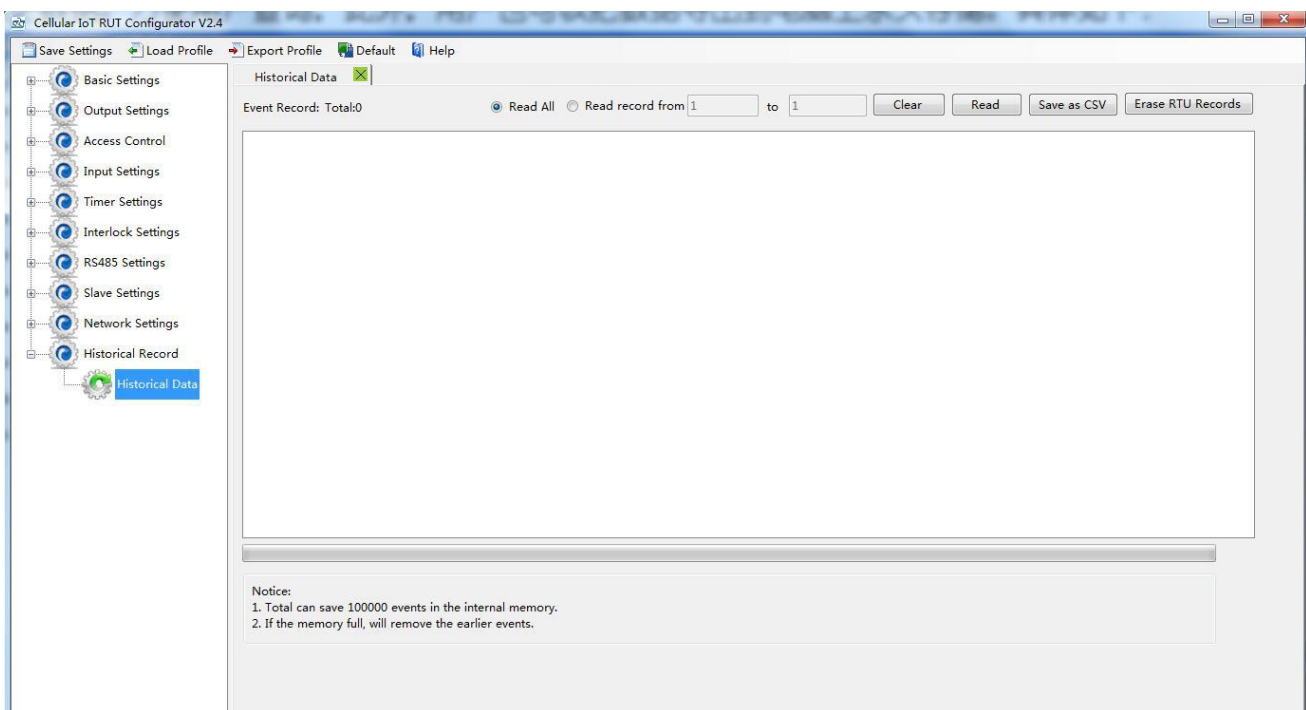 Cellular IoT RUT Configurator V2.4
Save Settings Load Profile Export Profile Default Help
Basic Settings
Output Settings
Access Control
Input Settings
Timer Settings
Interlock Settings
RS485 Settings
Slave Settings
Network Settings
Historical Record
Historical Data
Historical Data
Event Record: Total:0 Read All Read record from 1 to 1 Clear Read Save as CSV Erase RTU Records
Notice:
1. Total can save 100000 events in the internal memory.
2. If the memory full, will remove the earlier events.